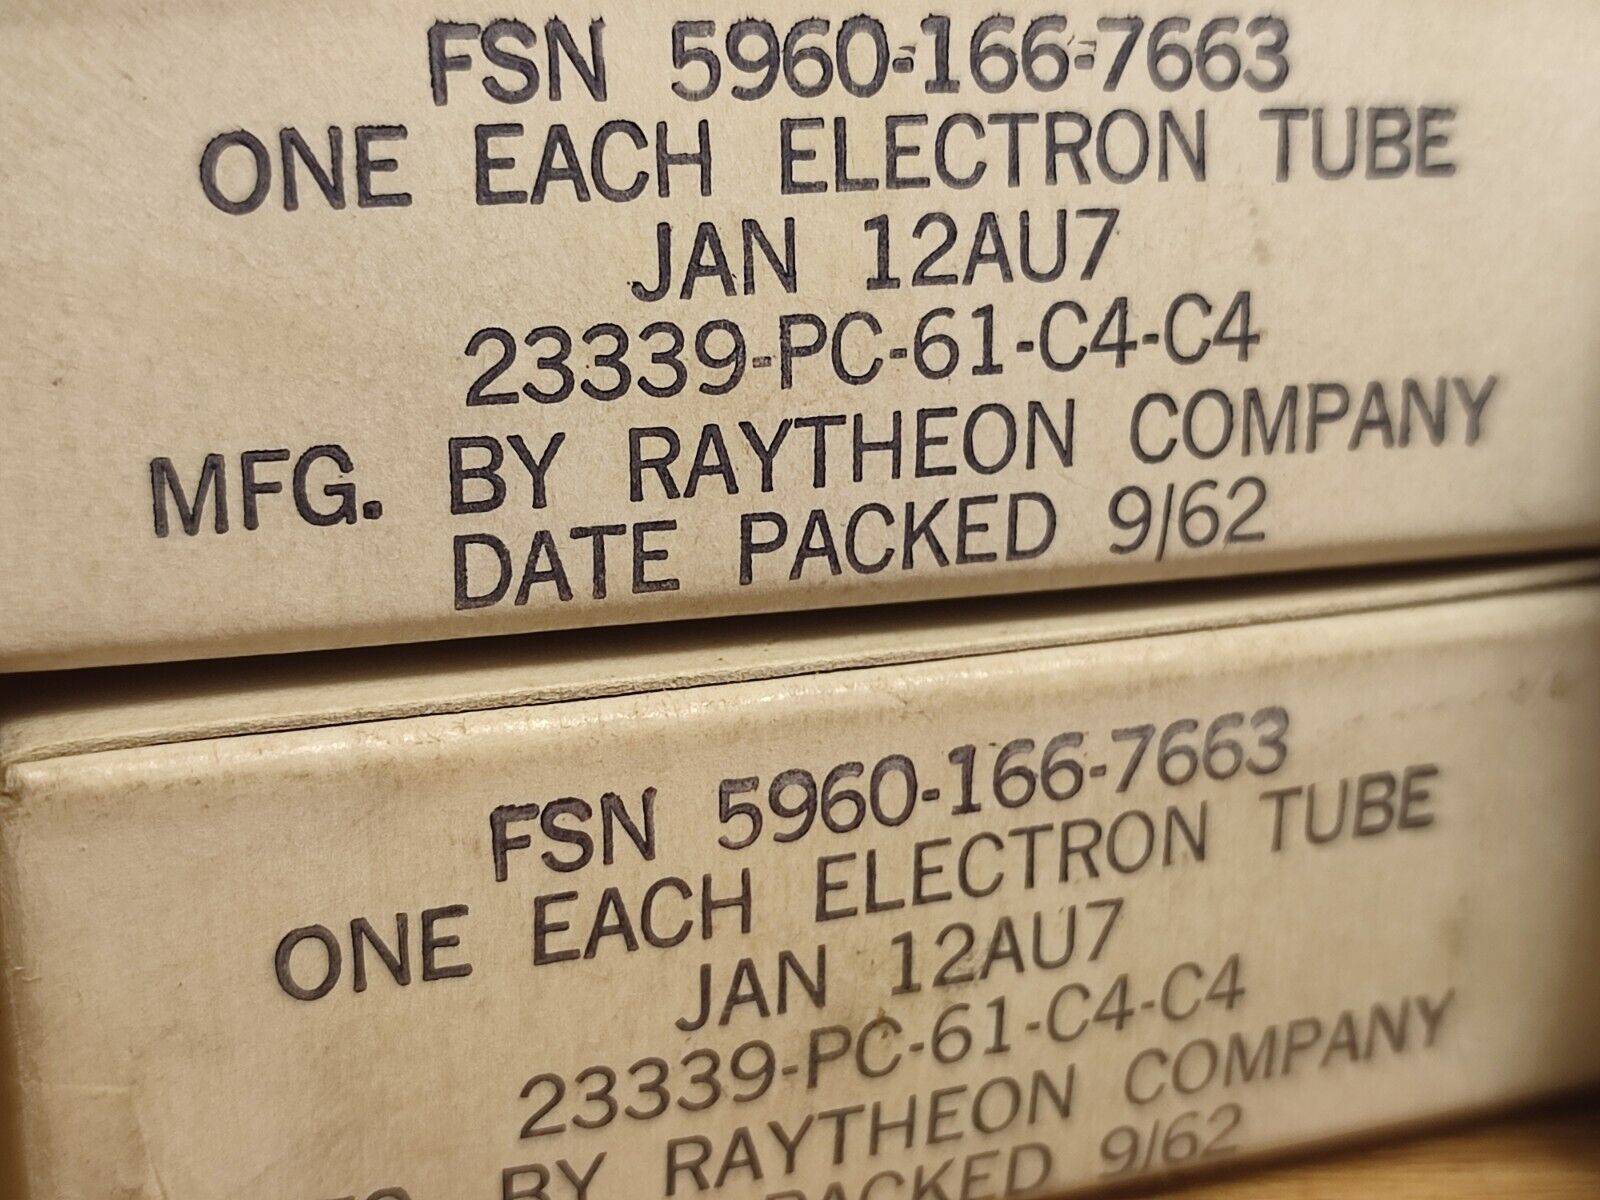 FSN 5960-166-7663
ONE EACH ELECTRON TUBE
JAN 12AU7
23339-PC-61-C4-C4
MFG. BY RAYTHEON COMPANY
DATE PACKED 9/62
FSN 5960-166-7663
ONE EACH ELECTRON TUBE
JAN 12AU7
23339-PC-61-C4-C4
BY RAYTHEON COMPANY
PACKED 9/62